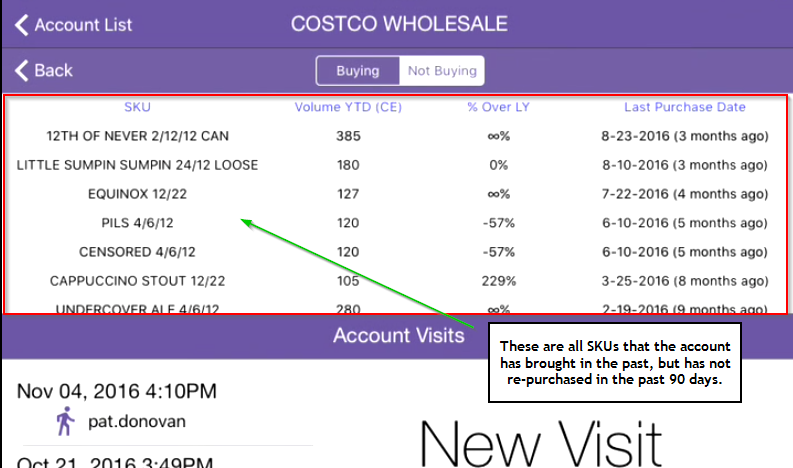 Account List COSTCO WHOLESALE
Back Buying Not Buying
SKU Volume YTD (CE) % Over LY Last Purchase Date
12TH OF NEVER 2/12/12 CAN 385 ∞% 8-23-2016 (3 months ago)
LITTLE SUMPIN SUMPIN 24/12 LOOSE 180 0% 8-10-2016 (3 months ago)
EQUINOX 12/22 127 ∞% 7-22-2016 (4 months ago)
PILS 4/6/12 120 -57% 6-10-2016 (5 months ago)
CENSORED 4/6/12 120 -57% 6-10-2016 (5 months ago)
CAPPUCCINO STOUT 12/22 105 229% 3-25-2016 (8 months ago)
UNDERCOVER ALE 4/6/12 280 ∞% 2-19-2016 (9 months ago)
Account Visits
These are all SKUs that the account
has brought in the past, but has not
re-purchased in the past 90 days.
Nov 04, 2016 4:10PM
pat.donovan
New Visit
Oct 21, 2016 3:49PM